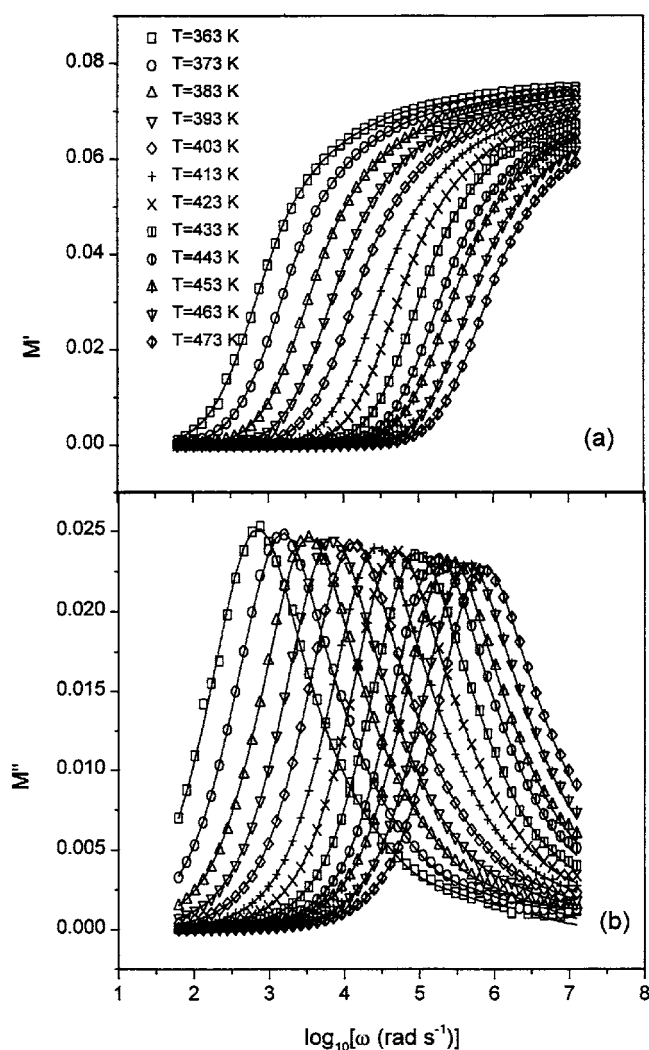 T=363 K
T=373 K
T=383 K
T=393 K
T=403 K
T=413 K
T=423 K
T=433 K
T=443 K
T=453 K
T=463 K
T=473 K
0.08
0.06
0.04
0.02
0.00
M'
(a)
0.025
0.020
0.015
0.010
0.005
0.000
M"
(b)
1 2 3 4 5 6 7 8
log₁₀[ω (rad s⁻¹)]